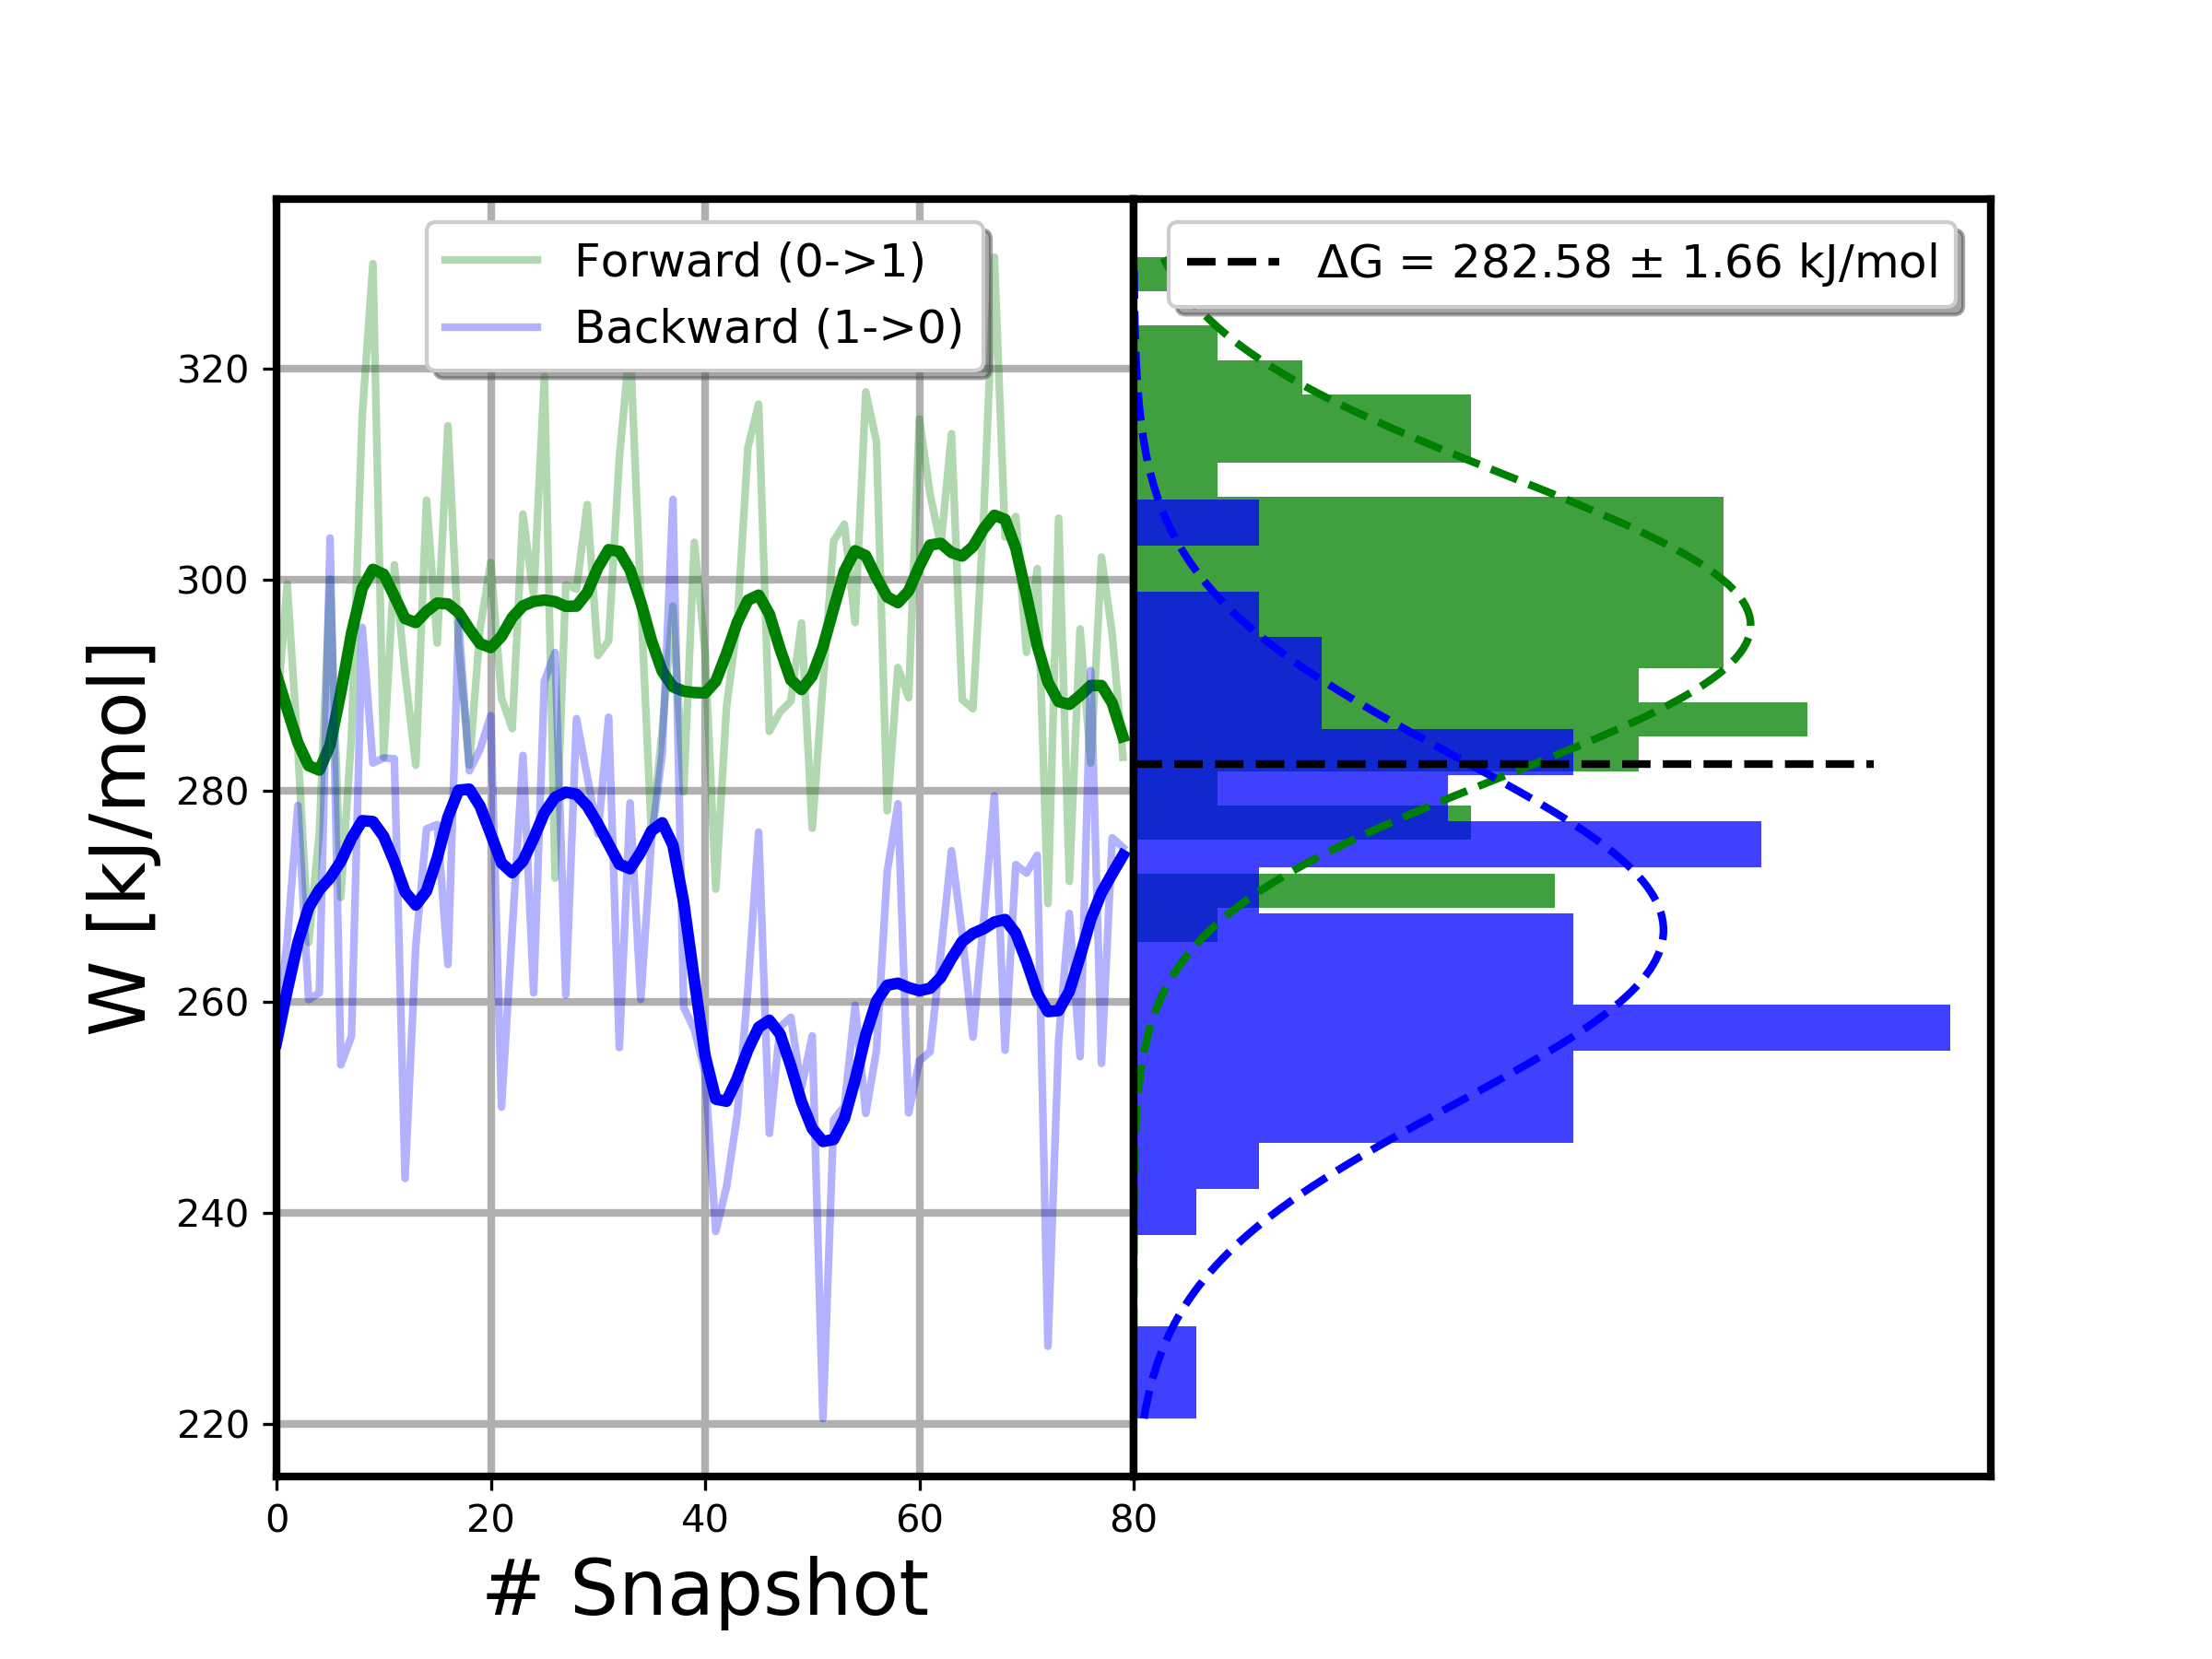 Forward (0->1)
Backward (1->0)
ΔG = 282.58 ± 1.66 kJ/mol
W [kJ/mol]
320
300
280
260
240
220
0 20 40 60 80
# Snapshot